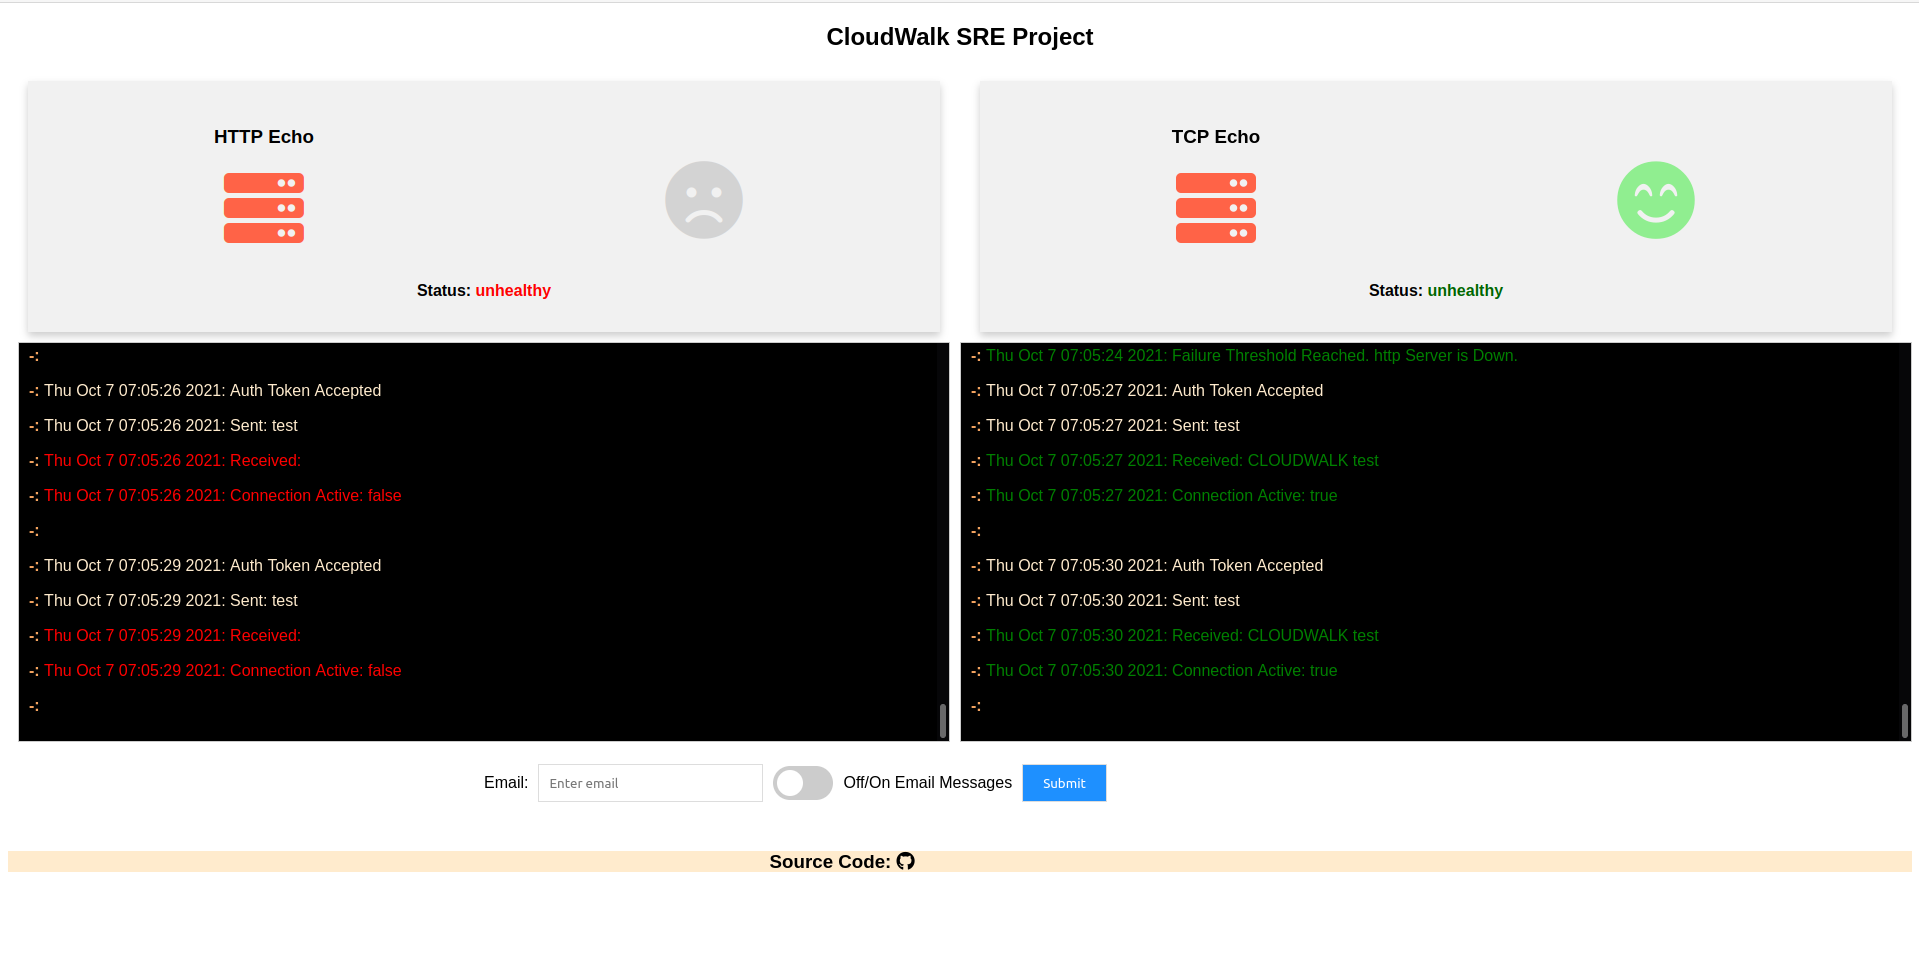 CloudWalk SRE Project
HTTP Echo
Status: unhealthy
TCP Echo
Status: unhealthy
-:
-: Thu Oct 7 07:05:26 2021: Auth Token Accepted
-: Thu Oct 7 07:05:26 2021: Sent: test
-: Thu Oct 7 07:05:26 2021: Received:
-: Thu Oct 7 07:05:26 2021: Connection Active: false
-:
-: Thu Oct 7 07:05:29 2021: Auth Token Accepted
-: Thu Oct 7 07:05:29 2021: Sent: test
-: Thu Oct 7 07:05:29 2021: Received:
-: Thu Oct 7 07:05:29 2021: Connection Active: false
-:
-: Thu Oct 7 07:05:24 2021: Failure Threshold Reached. http Server is Down.
-: Thu Oct 7 07:05:27 2021: Auth Token Accepted
-: Thu Oct 7 07:05:27 2021: Sent: test
-: Thu Oct 7 07:05:27 2021: Received: CLOUDWALK test
-: Thu Oct 7 07:05:27 2021: Connection Active: true
-:
-: Thu Oct 7 07:05:30 2021: Auth Token Accepted
-: Thu Oct 7 07:05:30 2021: Sent: test
-: Thu Oct 7 07:05:30 2021: Received: CLOUDWALK test
-: Thu Oct 7 07:05:30 2021: Connection Active: true
-:
Email: Enter email Off/On Email Messages Submit
Source Code: